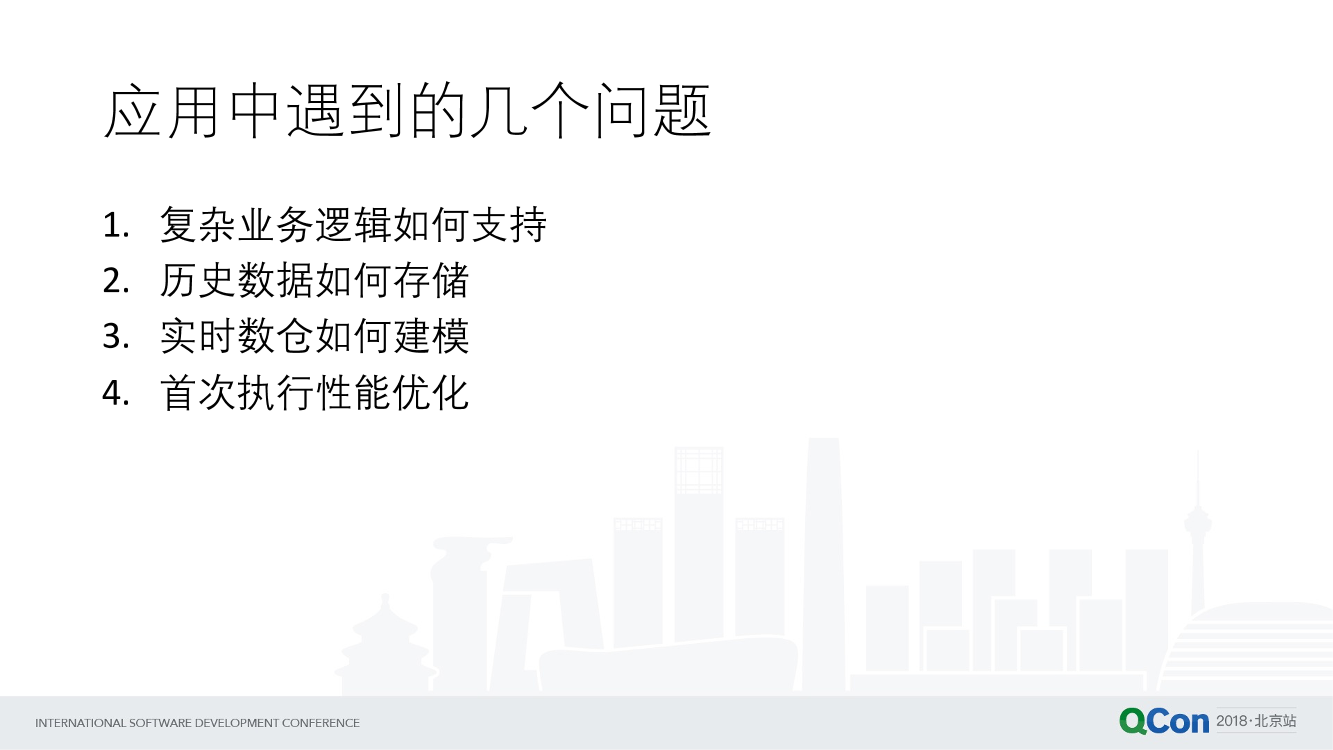 应用中遇到的几个问题
1. 复杂业务逻辑如何支持
2. 历史数据如何存储
3. 实时数仓如何建模
4. 首次执行性能优化
INTERNATIONAL SOFTWARE DEVELOPMENT CONFERENCE
QCon 2018·北京站